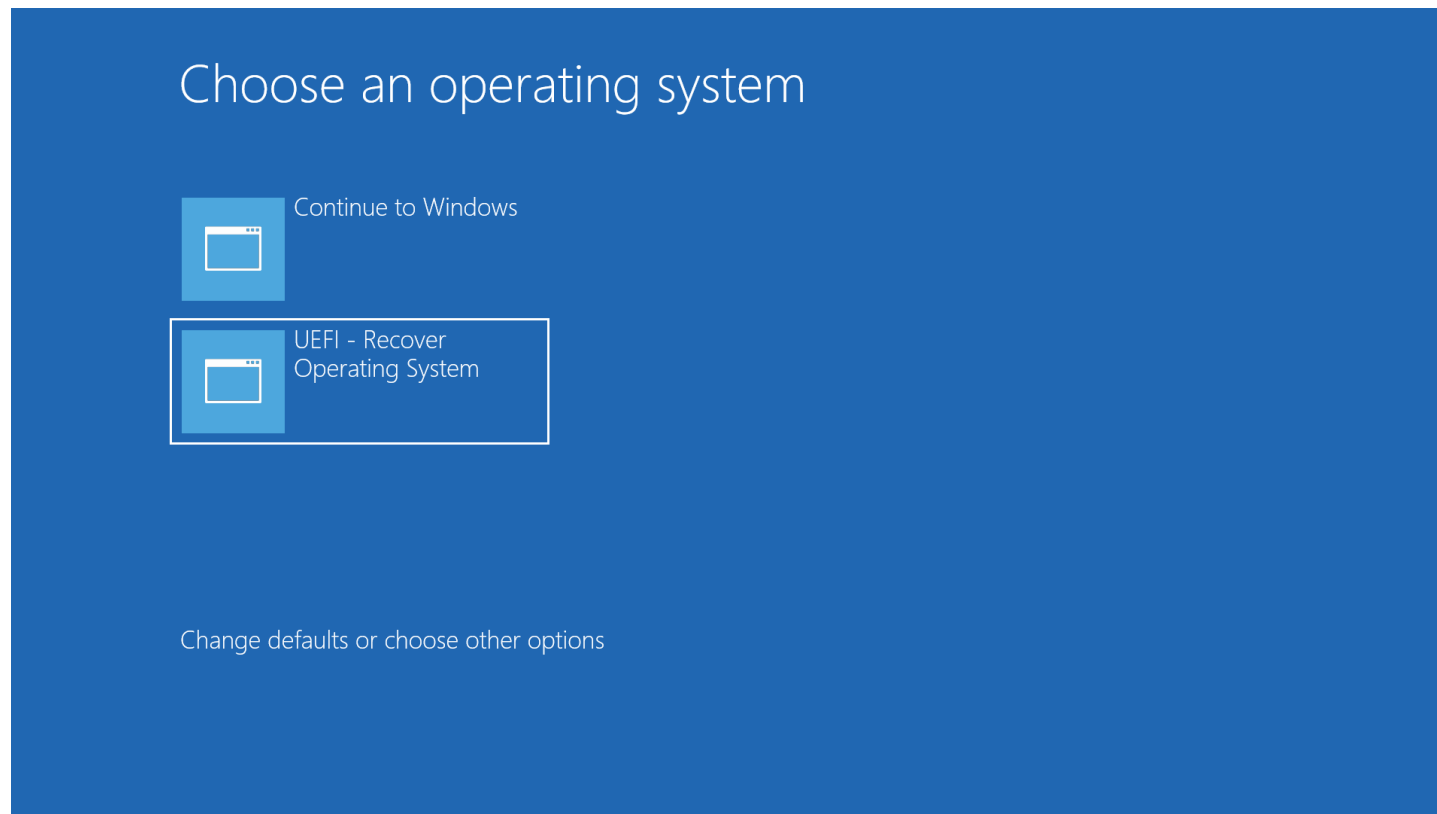 Choose an operating system
Continue to Windows
UEFI - Recover
Operating System
Change defaults or choose other options